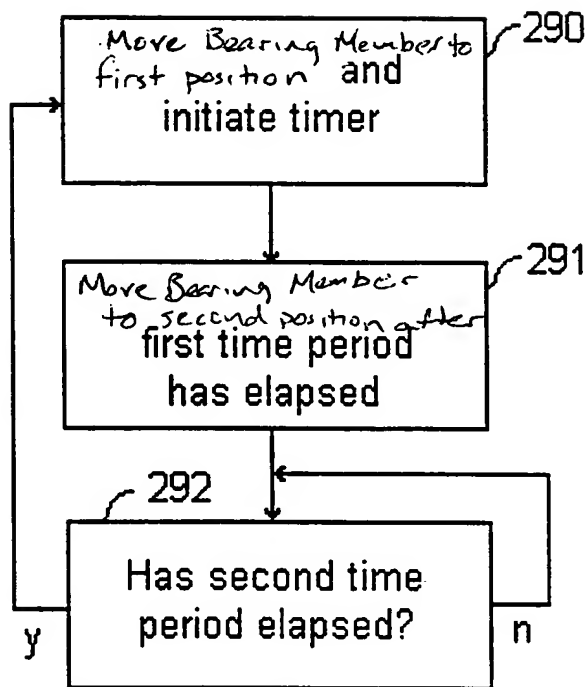 290
Move Bearing Member to
first position and
initiate timer
291
Move Bearing Member
to second position after
first time period
has elapsed
292
Has second time
period elapsed?
y
n